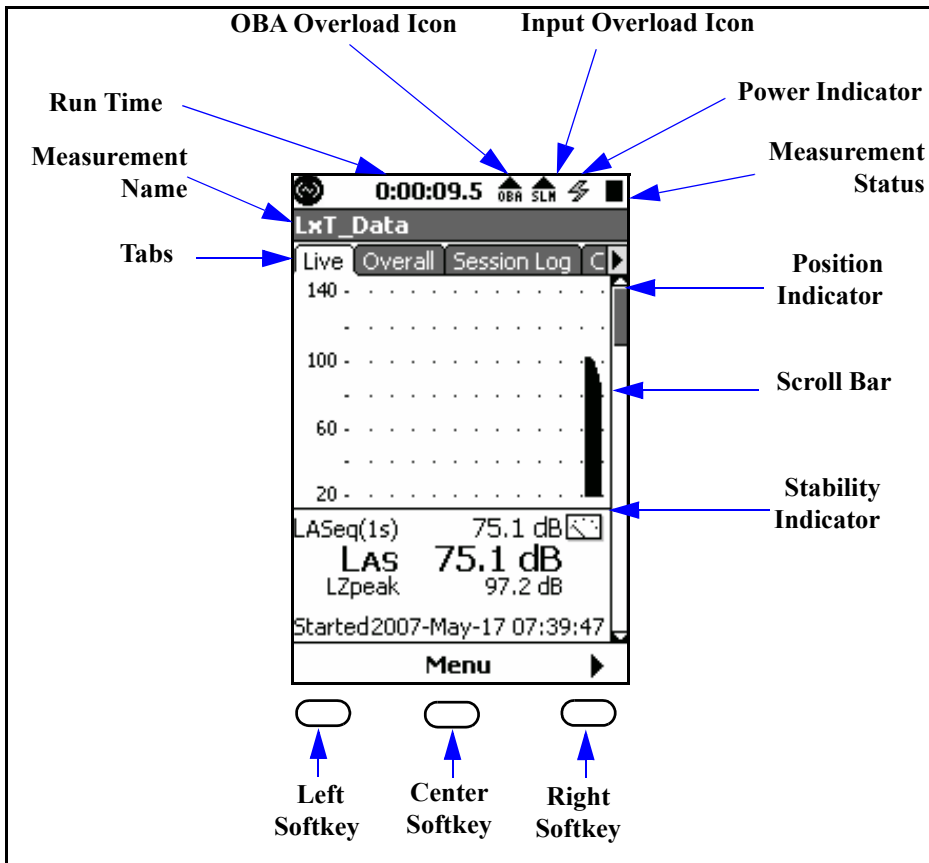 OBA Overload Icon
Input Overload Icon
Run Time
Power Indicator
Measurement
Name
Measurement
Status
0:00:09.5 OBA SLM
LxT_Data
Tabs
Live Overall Session Log C
Position
Indicator
140
100
Scroll Bar
60
20
Stability
Indicator
LASeq(1s) 75.1 dB
LAS 75.1 dB
LZpeak 97.2 dB
Started 2007-May-17 07:39:47
Menu
Left
Softkey
Center
Softkey
Right
Softkey